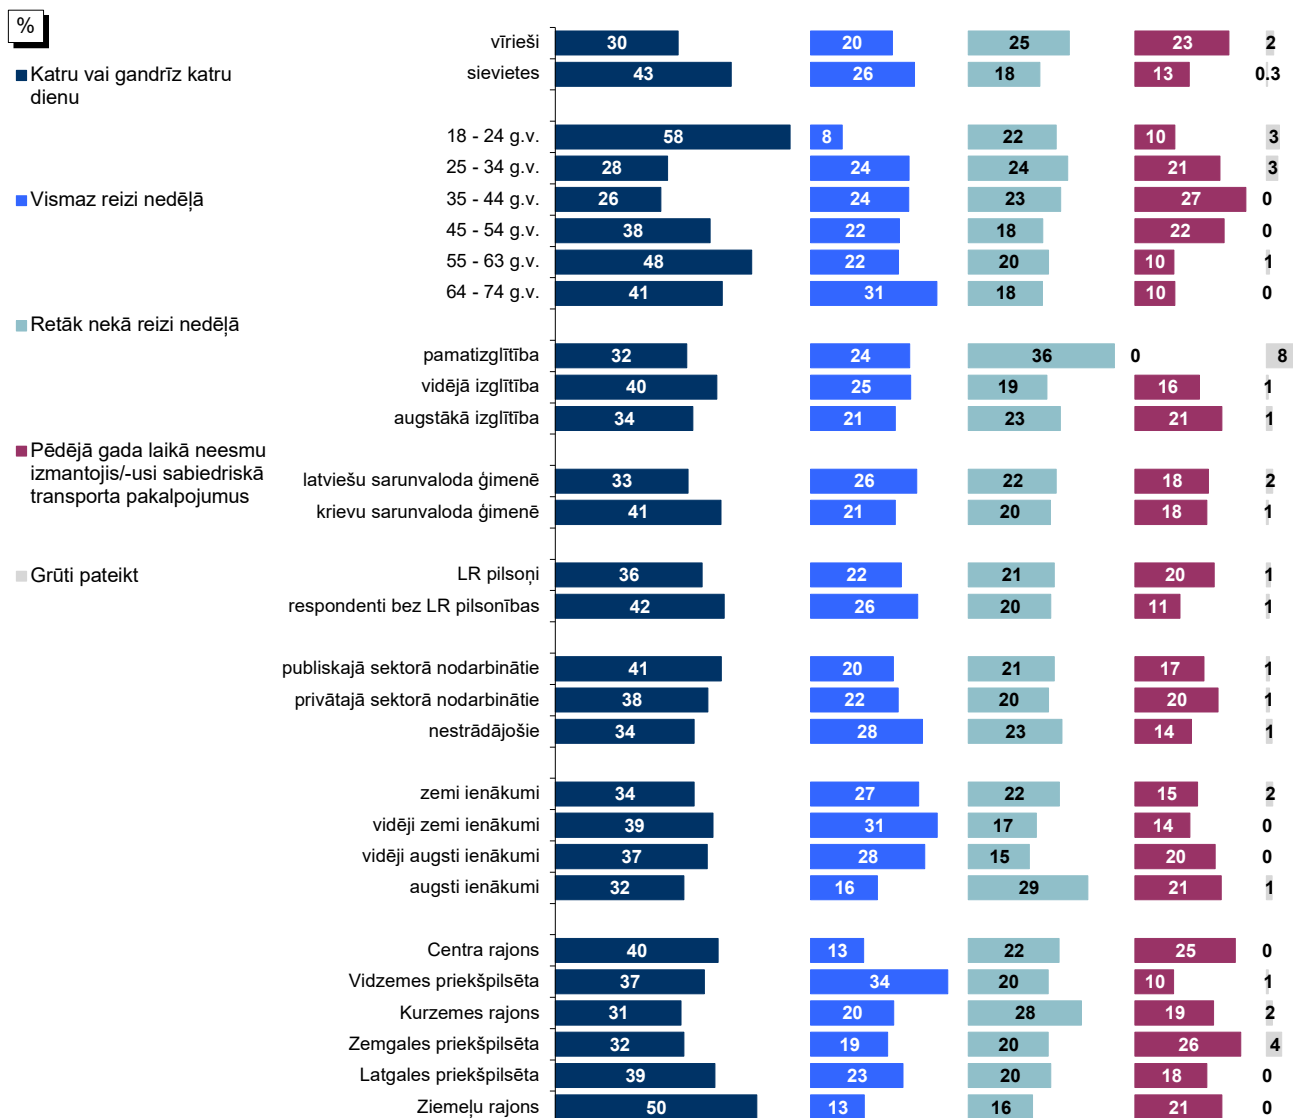 %
Katru vai gandrīz katru
dienu
Vismaz reizi nedēļā
Retāk nekā reizi nedēļā
Pēdējā gada laikā neesmu
izmantojis/-usi sabiedriskā
transporta pakalpojumus
Grūti pateikt
vīrieši 30 20 25 23 2
sievietes 43 26 18 13 0.3
18 - 24 g.v. 58 8 22 10 3
25 - 34 g.v. 28 24 24 21 3
35 - 44 g.v. 26 24 23 27 0
45 - 54 g.v. 38 22 18 22 0
55 - 63 g.v. 48 22 20 10 1
64 - 74 g.v. 41 31 18 10 0
pamatizglītība 32 24 36 0 8
vidējā izglītība 40 25 19 16 1
augstākā izglītība 34 21 23 21 1
latviešu sarunvaloda ģimenē 33 26 22 18 2
krievu sarunvaloda ģimenē 41 21 20 18 1
LR pilsoņi 36 22 21 20 1
respondenti bez LR pilsonības 42 26 20 11 1
publiskajā sektorā nodarbinātie 41 20 21 17 1
privātajā sektorā nodarbinātie 38 22 20 20 1
nestrādājošie 34 28 23 14 1
zemi ienākumi 34 27 22 15 2
vidēji zemi ienākumi 39 31 17 14 0
vidēji augsti ienākumi 37 28 15 20 0
augsti ienākumi 32 16 29 21 1
Centra rajons 40 13 22 25 0
Vidzemes priekšpilsēta 37 34 20 10 1
Kurzemes rajons 31 20 28 19 2
Zemgales priekšpilsēta 32 19 20 26 4
Latgales priekšpilsēta 39 23 20 18 0
Ziemeļu rajons 50 13 16 21 0